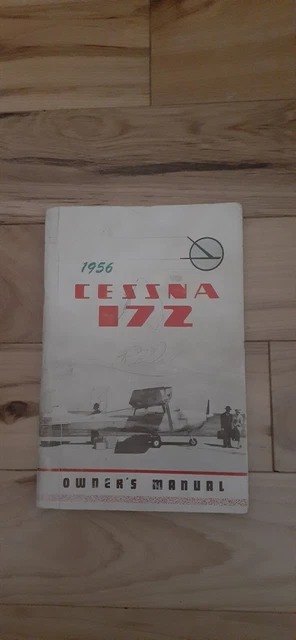 1956
CESSNA
172
OWNER'S MANUAL